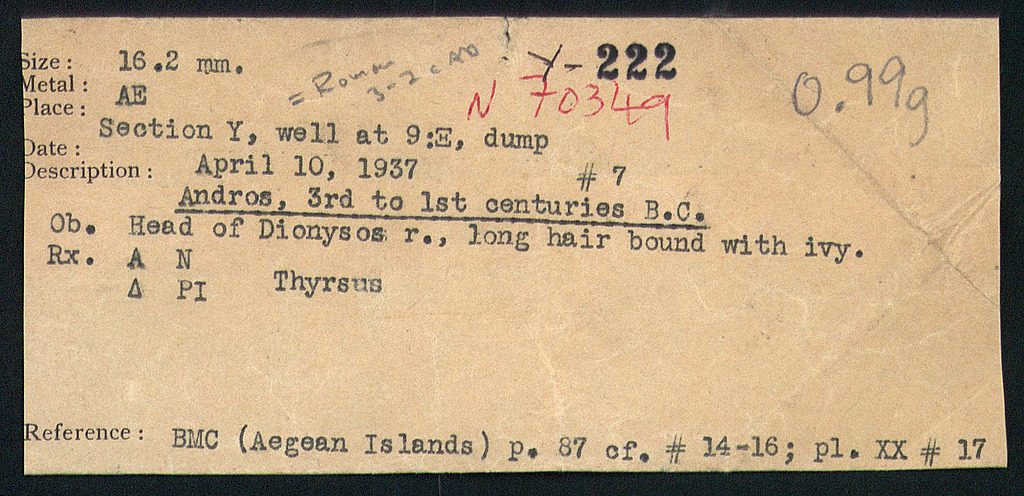 Size: 16.2 mm. Y-222
= Roman
3-2 c AD
Metal: AE N 70349 0.99g
Place: Section Y, well at 9:E, dump
Date: April 10, 1937 # 7
Description:
Andros, 3rd to 1st centuries B.C.
Ob. Head of Dionysos r., long hair bound with ivy.
Rx. A N
Δ PI Thyrsus
Reference: BMC (Aegean Islands) p. 87 cf. # 14-16; pl. XX # 17